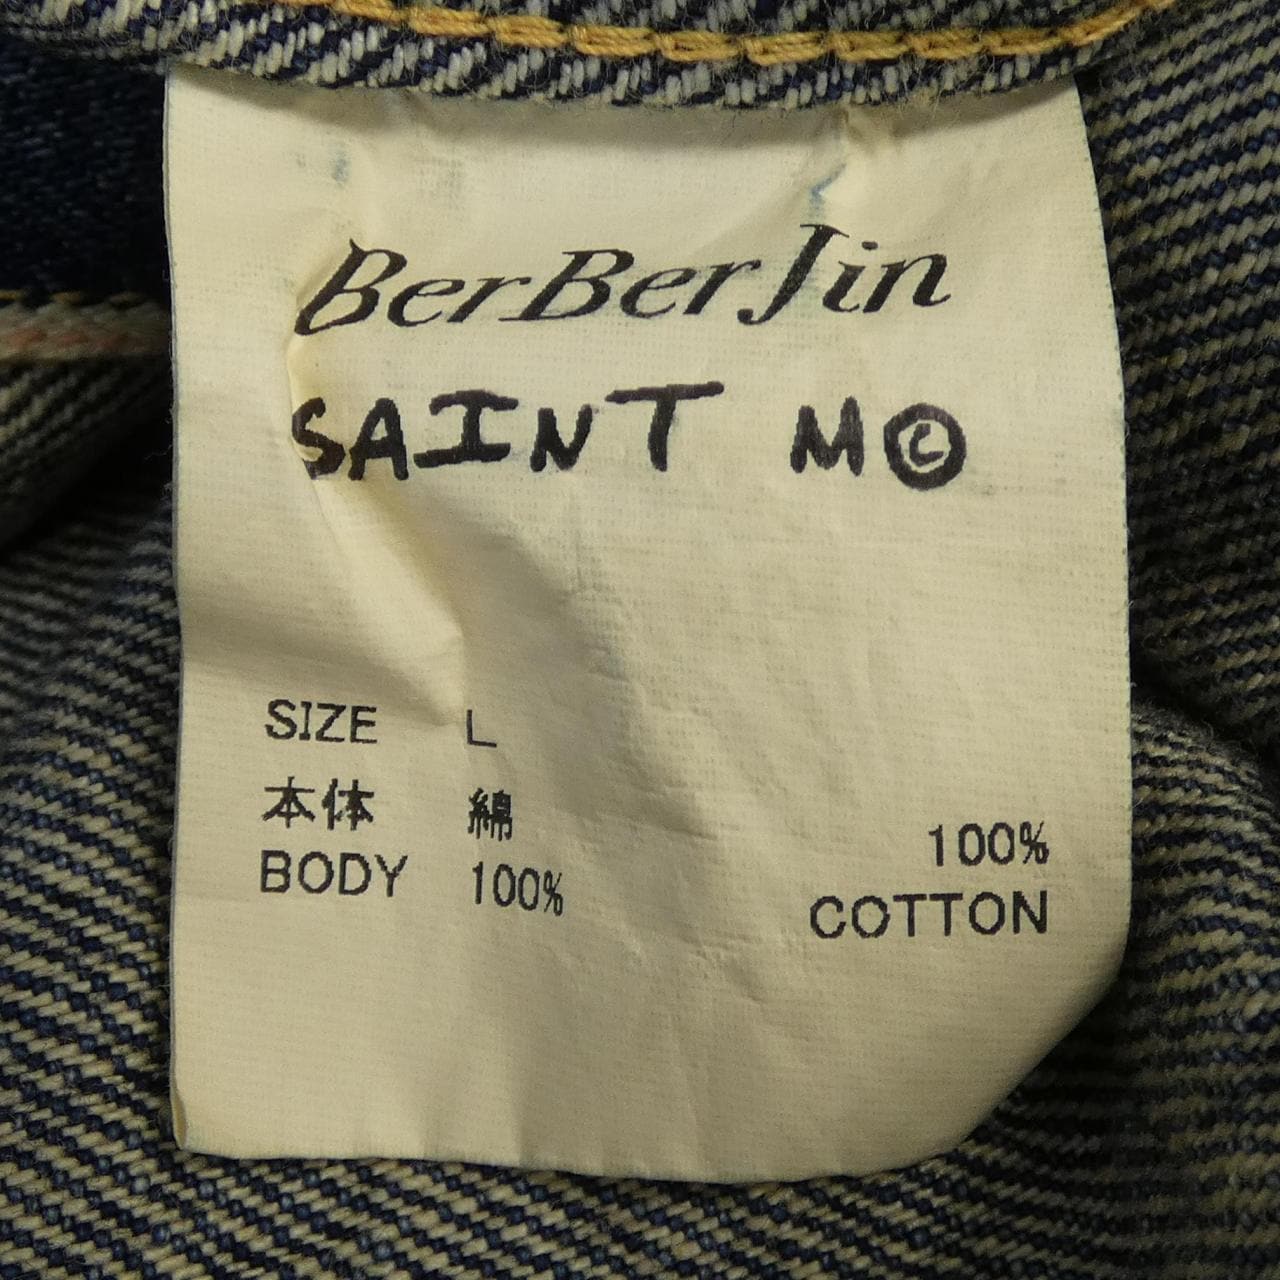 BerBerJin
SAINT M©
SIZE L
本体 綿 100%
BODY 100% COTTON